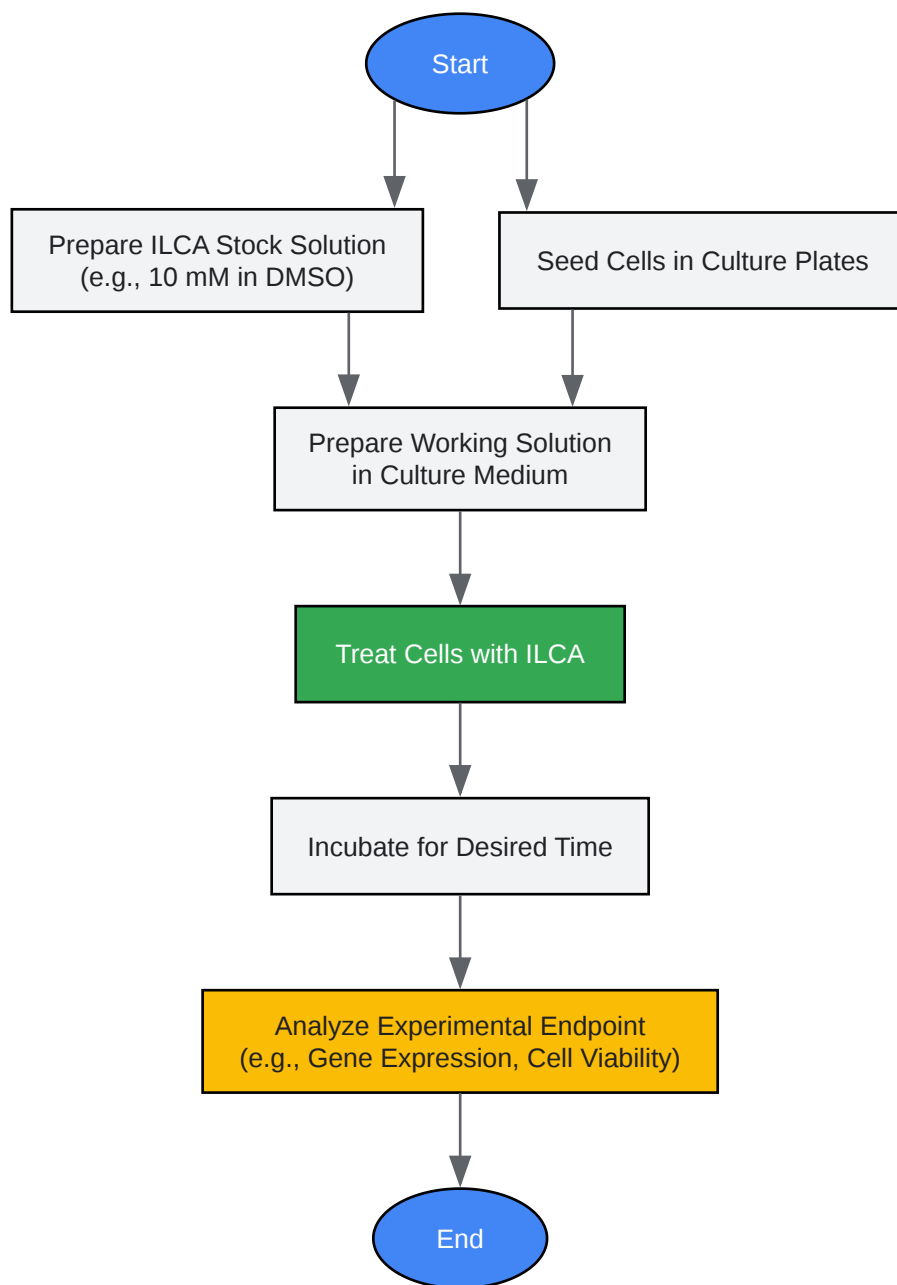 Start
Prepare ILCA Stock Solution
(e.g., 10 mM in DMSO)
Seed Cells in Culture Plates
Prepare Working Solution
in Culture Medium
Treat Cells with ILCA
Incubate for Desired Time
Analyze Experimental Endpoint
(e.g., Gene Expression, Cell Viability)
End